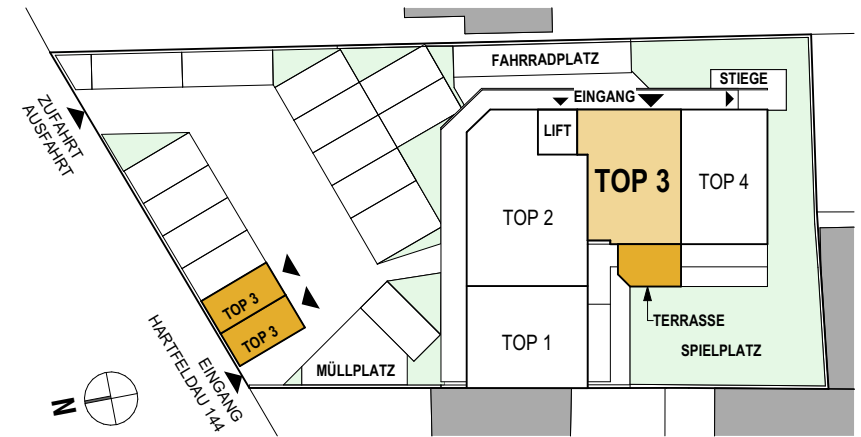 FAHRRADPLATZ
STIEGE
EINGANG
ZUFAHRT
AUSFAHRT
LIFT
TOP 3
TOP 4
TOP 2
TOP 3
TOP 3
TERRASSE
TOP 1
SPIELPLATZ
MÜLLPLATZ
EINGANG
HARTFELDAU 144
N